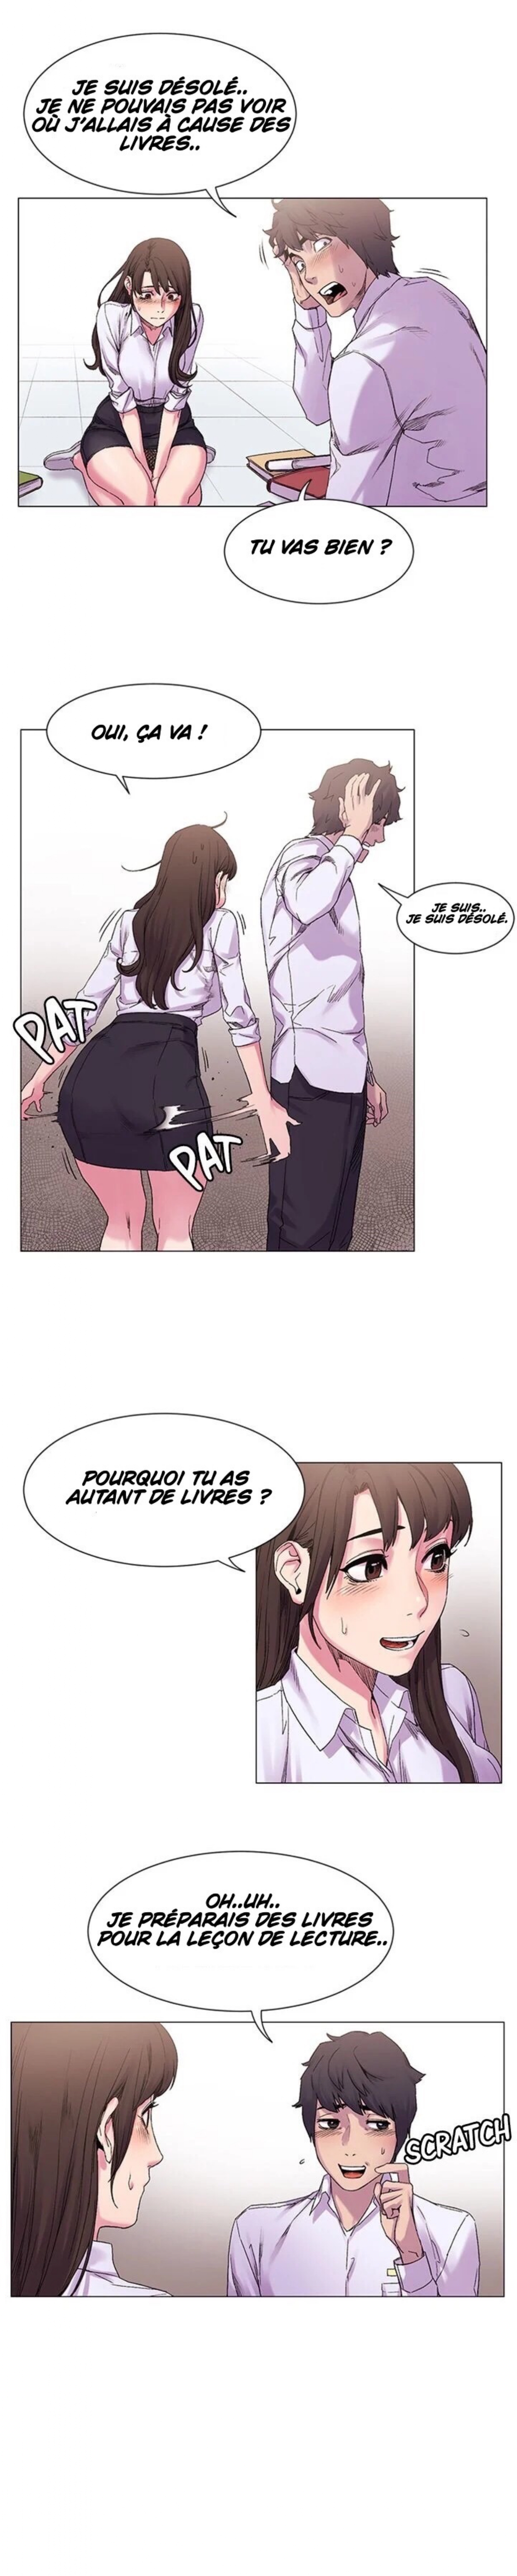 JE SUIS DÉSOLÉ..
JE NE POUVAIS PAS VOIR
OÙ J'ALLAIS À CAUSE DES
LIVRES..
TU VAS BIEN ?
OUI, ÇA VA !
JE SUIS..
JE SUIS DÉSOLÉ.
PAT
PAT
POURQUOI TU AS
AUTANT DE LIVRES ?
OH..UH..
JE PRÉPARAIS DES LIVRES
POUR LA LEÇON DE LECTURE..
SCRATCH